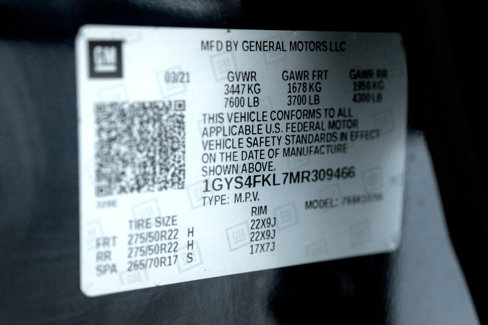 GM
MFD BY GENERAL MOTORS LLC
03/21 GVWR GAWR FRT GAWR RR
3447 KG 1678 KG 1950 KG
7600 LB 3700 LB 4300 LB
THIS VEHICLE CONFORMS TO ALL
APPLICABLE U.S. FEDERAL MOTOR
VEHICLE SAFETY STANDARDS IN EFFECT
ON THE DATE OF MANUFACTURE
SHOWN ABOVE.
1GYS4FKL7MR309466
TYPE: M.P.V. MODEL:
TIRE SIZE RIM
FRT 275/50R22 H 22X9J
RR 275/50R22 H 22X9J
SPA 265/70R17 S 17X7J